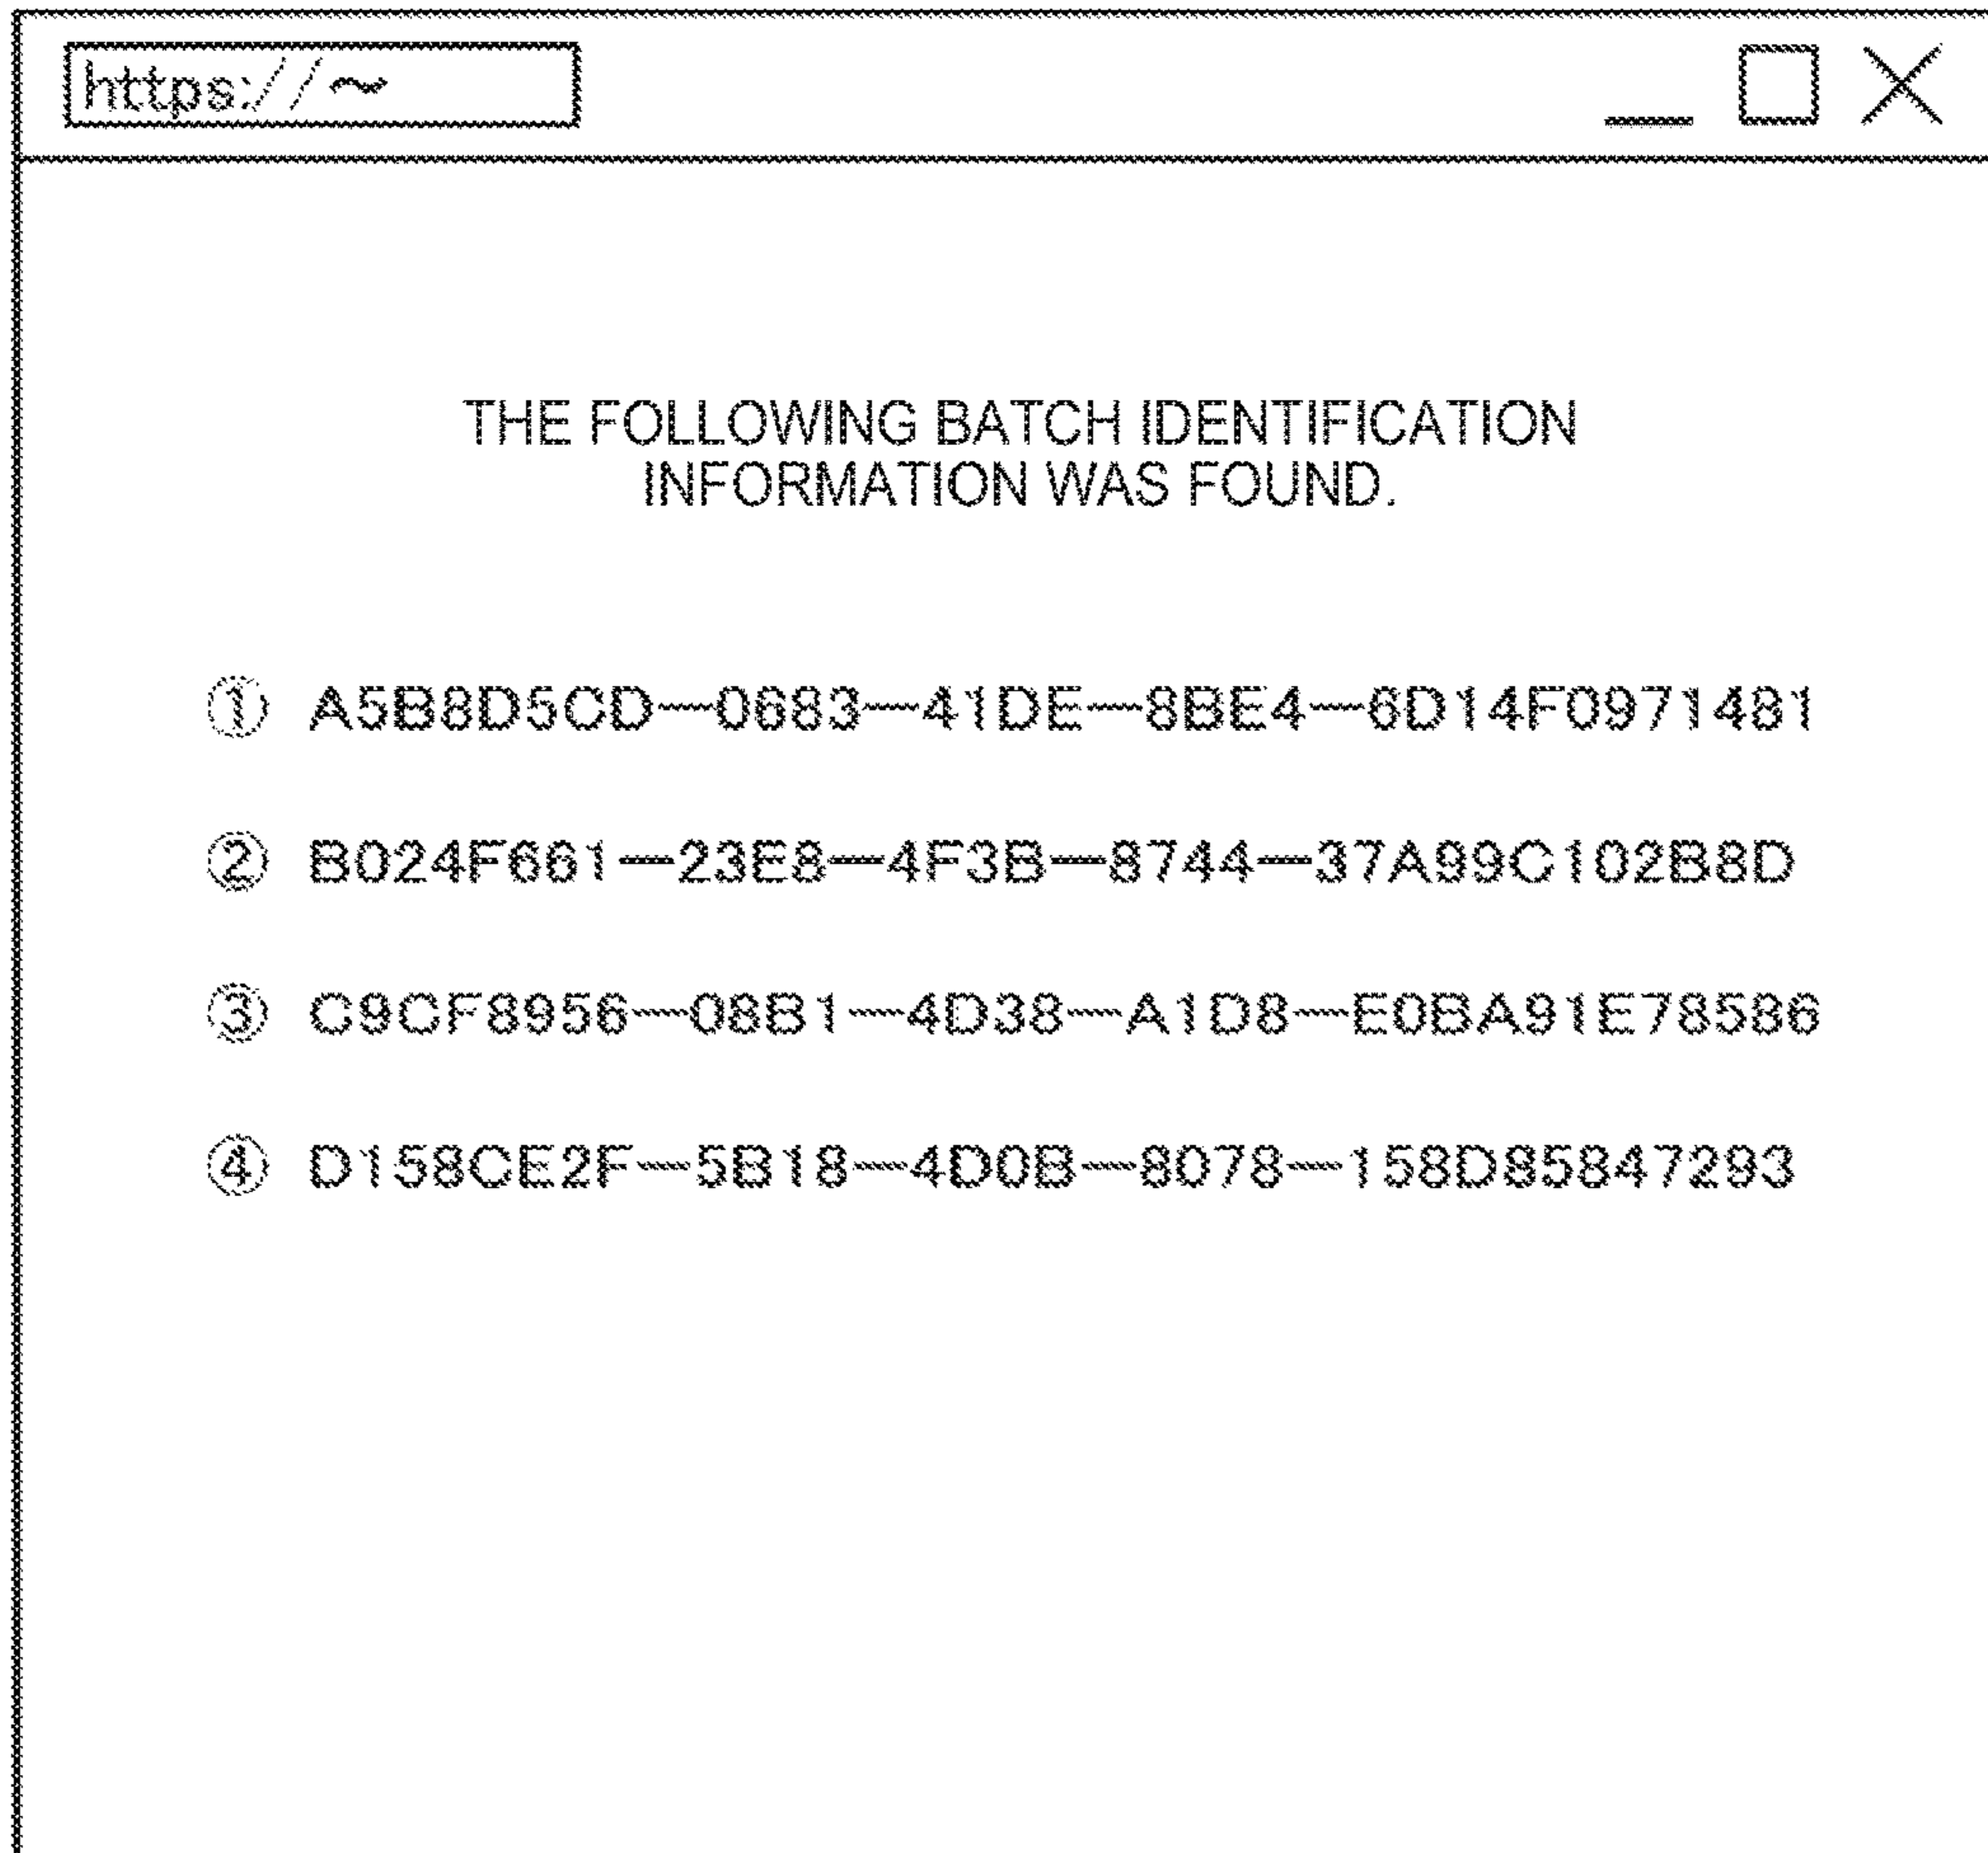 https://~
THE FOLLOWING BATCH IDENTIFICATION
INFORMATION WAS FOUND.
① A5B8D5CD—0683—41DE—8BE4—6D14F0971481
② B024F661—23E8—4F3B—8744—37A99C102B8D
③ C9CF8956—08B1—4D38—A1D8—E0BA91E78586
④ D158CE2F—5B18—4D0B—8078—158D85847293